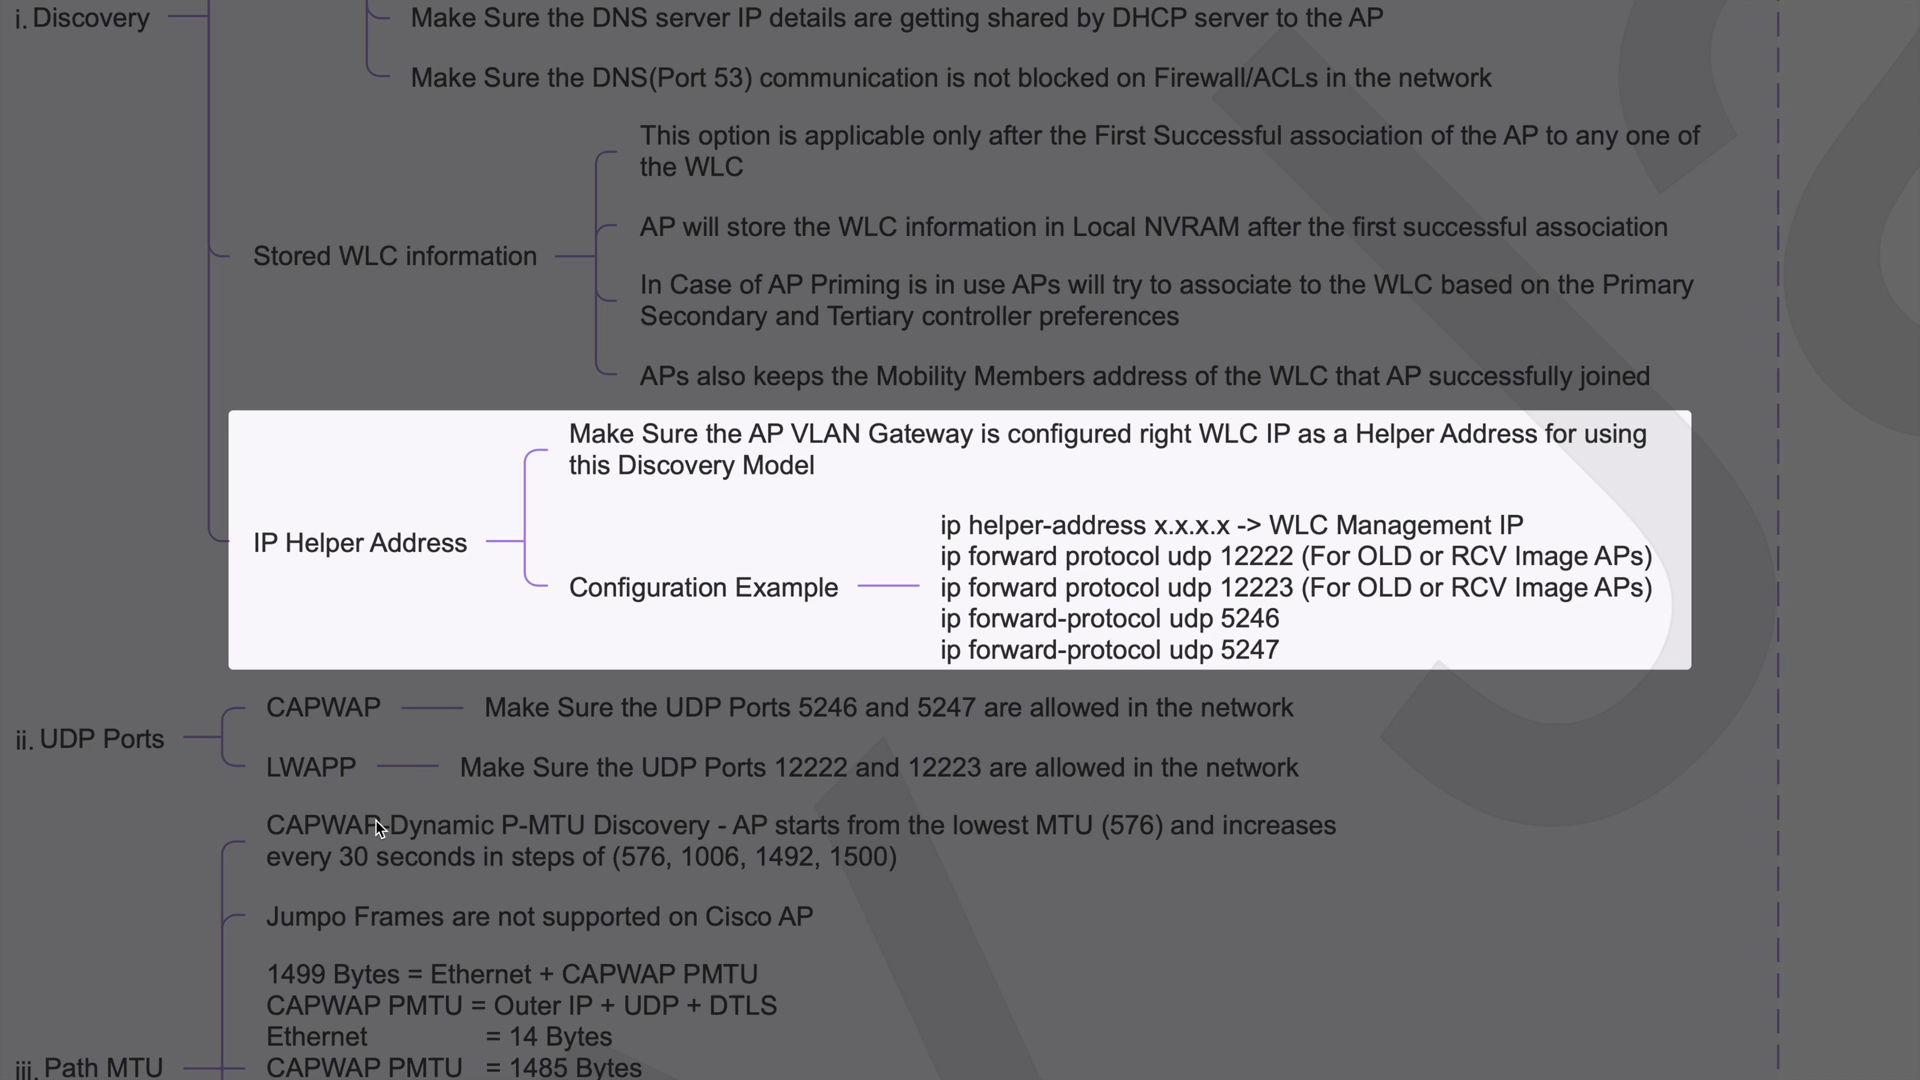 i. Discovery
Make Sure the DNS server IP details are getting shared by DHCP server to the AP
Make Sure the DNS(Port 53) communication is not blocked on Firewall/ACLs in the network
Stored WLC information
This option is applicable only after the First Successful association of the AP to any one of
the WLC
AP will store the WLC information in Local NVRAM after the first successful association
In Case of AP Priming is in use APs will try to associate to the WLC based on the Primary
Secondary and Tertiary controller preferences
APs also keeps the Mobility Members address of the WLC that AP successfully joined
IP Helper Address
Make Sure the AP VLAN Gateway is configured right WLC IP as a Helper Address for using
this Discovery Model
Configuration Example
ip helper-address x.x.x.x -> WLC Management IP
ip forward protocol udp 12222 (For OLD or RCV Image APs)
ip forward protocol udp 12223 (For OLD or RCV Image APs)
ip forward-protocol udp 5246
ip forward-protocol udp 5247
ii. UDP Ports
CAPWAP
Make Sure the UDP Ports 5246 and 5247 are allowed in the network
LWAPP
Make Sure the UDP Ports 12222 and 12223 are allowed in the network
iii. Path MTU
CAPWAP-Dynamic P-MTU Discovery - AP starts from the lowest MTU (576) and increases
every 30 seconds in steps of (576, 1006, 1492, 1500)
Jumpo Frames are not supported on Cisco AP
1499 Bytes = Ethernet + CAPWAP PMTU
CAPWAP PMTU = Outer IP + UDP + DTLS
Ethernet = 14 Bytes
CAPWAP PMTU = 1485 Bytes